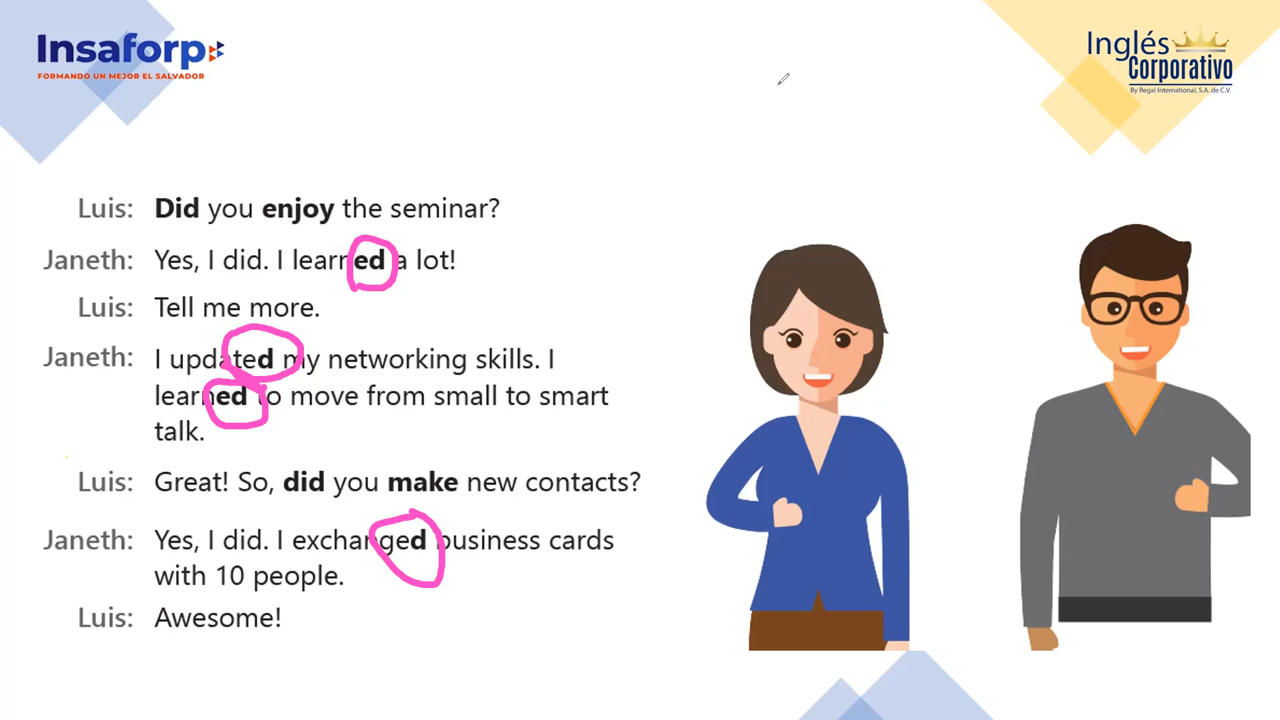 Insaforp
FORMANDO UN MEJOR EL SALVADOR
Inglés
Corporativo
By Regal International, S.A. de C.V.
Luis: Did you enjoy the seminar?
Janeth: Yes, I did. I learned a lot!
Luis: Tell me more.
Janeth: I updated my networking skills. I
learned to move from small to smart
talk.
Luis: Great! So, did you make new contacts?
Janeth: Yes, I did. I exchanged business cards
with 10 people.
Luis: Awesome!